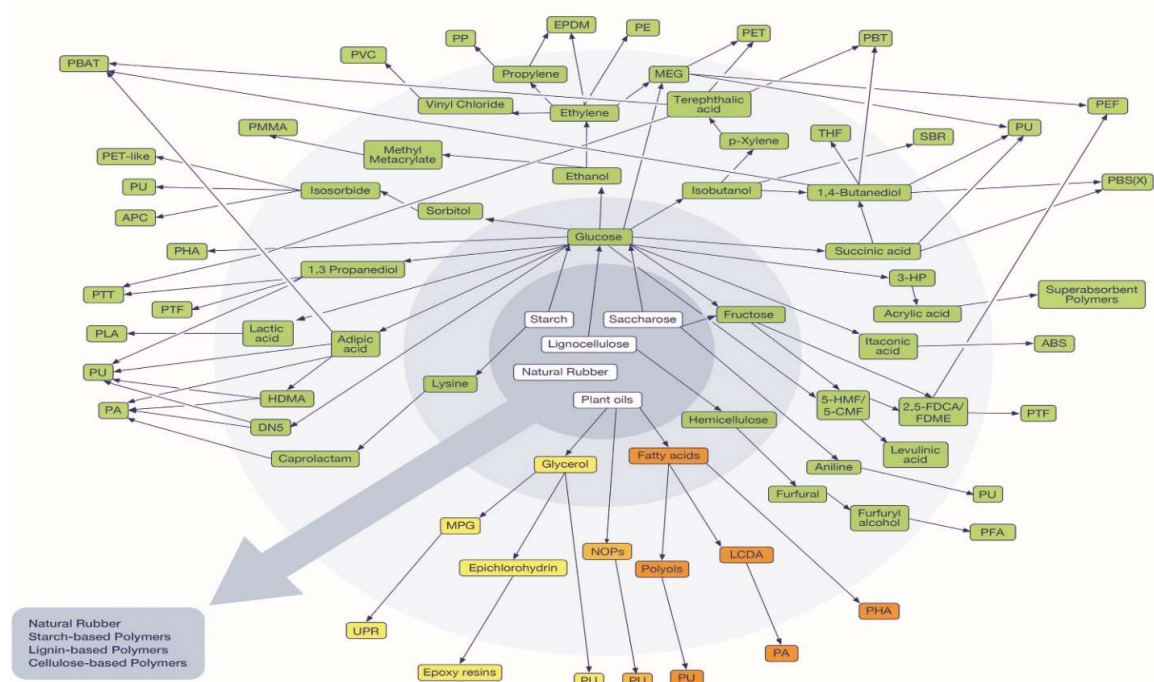 EPDM
PE
PP
PET
PBT
PVC
PBAT
Propylene
MEG
Vinyl Chloride
Ethylene
Terephthalic
acid
PEF
PMMA
THF
SBR
PU
Methyl
Metacrylate
p-Xylene
PET-like
Ethanol
Isobutanol
1,4-Butanediol
PBS(X)
PU
Isosorbide
APC
Sorbitol
Glucose
Succinic acid
PHA
1,3 Propanediol
3-HP
PTT
PTF
Superabsorbent
Polymers
Acrylic acid
Starch
Saccharose
Fructose
PLA
Lactic
acid
Adipic
acid
Lignocellulose
Itaconic
acid
ABS
Natural Rubber
PU
Lysine
HDMA
Plant oils
5-HMF/
5-CMF
2,5-FDCA/
FDME
PTF
PA
DN5
Hemicellulose
Levulinic
acid
Caprolactam
Glycerol
Fatty acids
Aniline
PU
Furfural
Furfuryl
alcohol
PFA
MPG
NOPs
LCDA
Epichlorohydrin
Polyols
PHA
UPR
PA
Epoxy resins
PU
PU
PU
Natural Rubber
Starch-based Polymers
Lignin-based Polymers
Cellulose-based Polymers